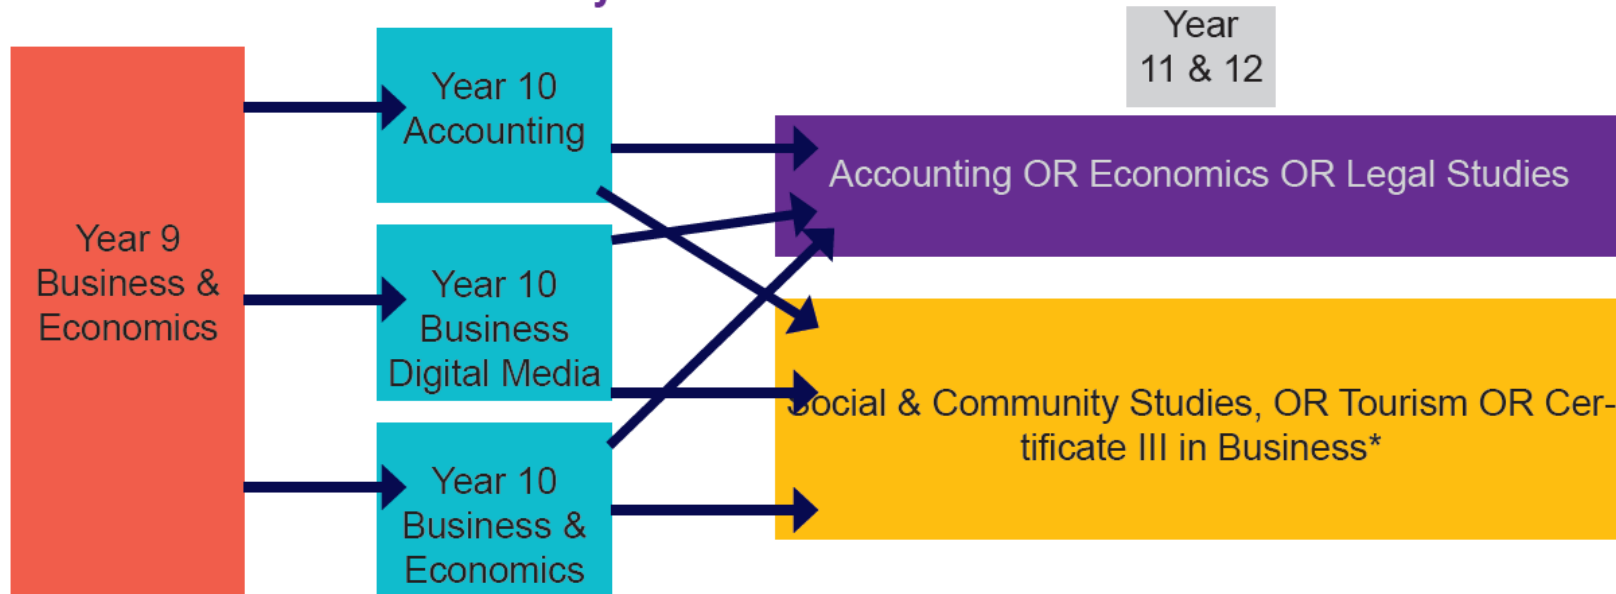 Year
11 & 12
Year 9
Business &
Economics
Year 10
Accounting
Year 10
Business
Digital Media
Year 10
Business &
Economics
Accounting OR Economics OR Legal Studies
Social & Community Studies, OR Tourism OR Cer-
tificate III in Business*